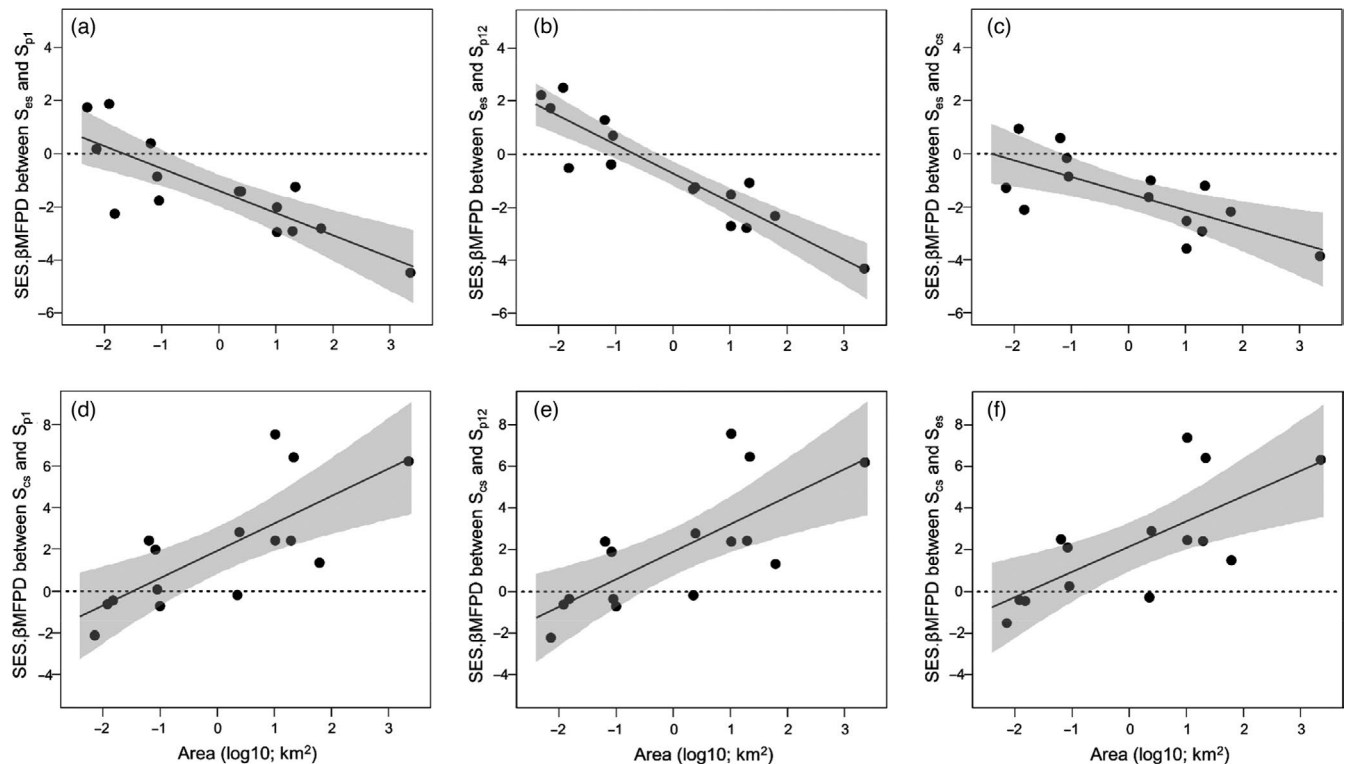 (a)
SES.βMFPD between Ses and Sp1
4
2
0
−2
−4
−6
−2 −1 0 1 2 3
(b)
SES.βMFPD between Ses and Sp12
4
2
0
−2
−4
−6
−2 −1 0 1 2 3
(c)
SES.βMFPD between Ses and Scs
4
2
0
−2
−4
−6
−2 −1 0 1 2 3
(d)
SES.βMFPD between Scs and Sp1
8
6
4
2
0
−2
−4
−2 −1 0 1 2 3
Area (log10; km²)
(e)
SES.βMFPD between Scs and Sp12
8
6
4
2
0
−2
−4
−2 −1 0 1 2 3
Area (log10; km²)
(f)
SES.βMFPD between Scs and Ses
8
6
4
2
0
−2
−4
−2 −1 0 1 2 3
Area (log10; km²)